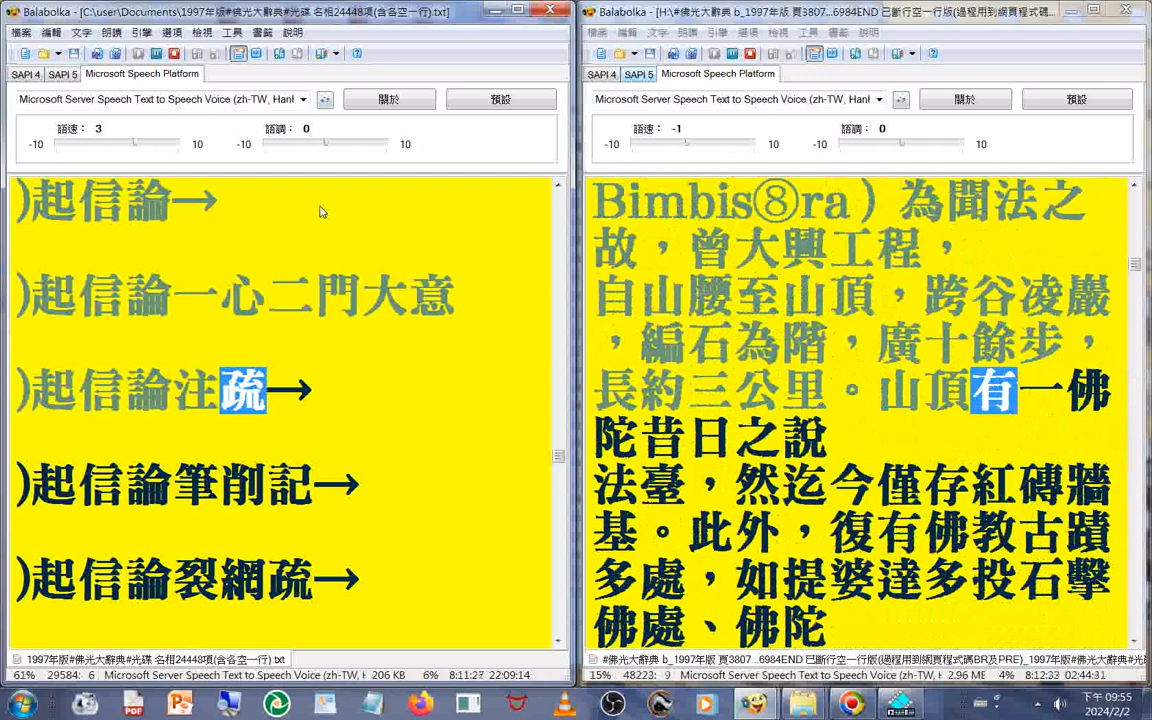 Balabolka - [C:\user\Documents\1997年版#佛光大辭典#光碟 名相24448項(含各空一行).txt]
檔案 編輯 文字 朗讀 引擎 選項 檢視 工具 書籤 說明
SAPI 4 SAPI 5 Microsoft Speech Platform
Microsoft Server Speech Text to Speech Voice (zh-TW, Hanl 關於 預設
語速： 3 語調： 0
-10 10 -10 10
)起信論→
)起信論一心二門大意
)起信論注疏→
)起信論筆削記→
)起信論裂網疏→
1997年版#佛光大辭典#光碟 名相24448項(含各空一行).txt
61% 29584: 6 Microsoft Server Speech Text to Speech Voice (zh-TW, H 206 KB 6% 8:11:27 22:09:14
Balabolka - [H:\#佛光大辭典 b_1997年版 頁3807...6984END 已斷行空一行版(過程用到網頁程式碼
檔案 編輯 文字 朗讀 引擎 選項 檢視 工具 書籤 說明
SAPI 4 SAPI 5 Microsoft Speech Platform
Microsoft Server Speech Text to Speech Voice (zh-TW, Hanl 關於 預設
語速： -1 語調： 0
-10 10 -10 10
Bimbis⑧ra）為聞法之
故，曾大興工程，
自山腰至山頂，跨谷凌巖
，編石為階，廣十餘步，
長約三公里。山頂有一佛
陀昔日之說
法臺，然迄今僅存紅磚牆
基。此外，復有佛教古蹟
多處，如提婆達多投石擊
佛處、佛陀
#佛光大辭典 b_1997年版 頁3807...6984END 已斷行空一行版(過程用到網頁程式碼BR及PRE)_1997年版#佛光大辭典#光
15% 48223: 9 Microsoft Server Speech Text to Speech Voice (zh-TW, H 2.96 ME 4% 8:12:33 02:44:31
下午 09:55
2024/2/2